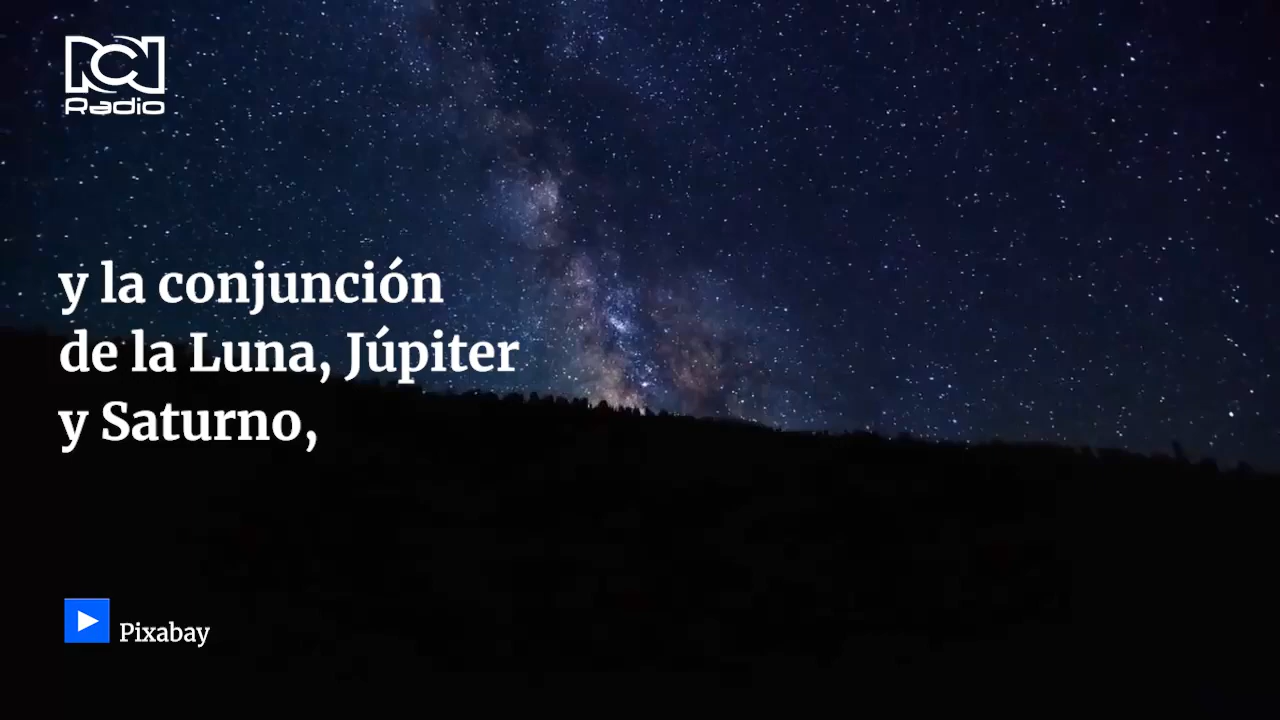 RCN
Radio
y la conjunción
de la Luna, Júpiter
y Saturno,
Pixabay